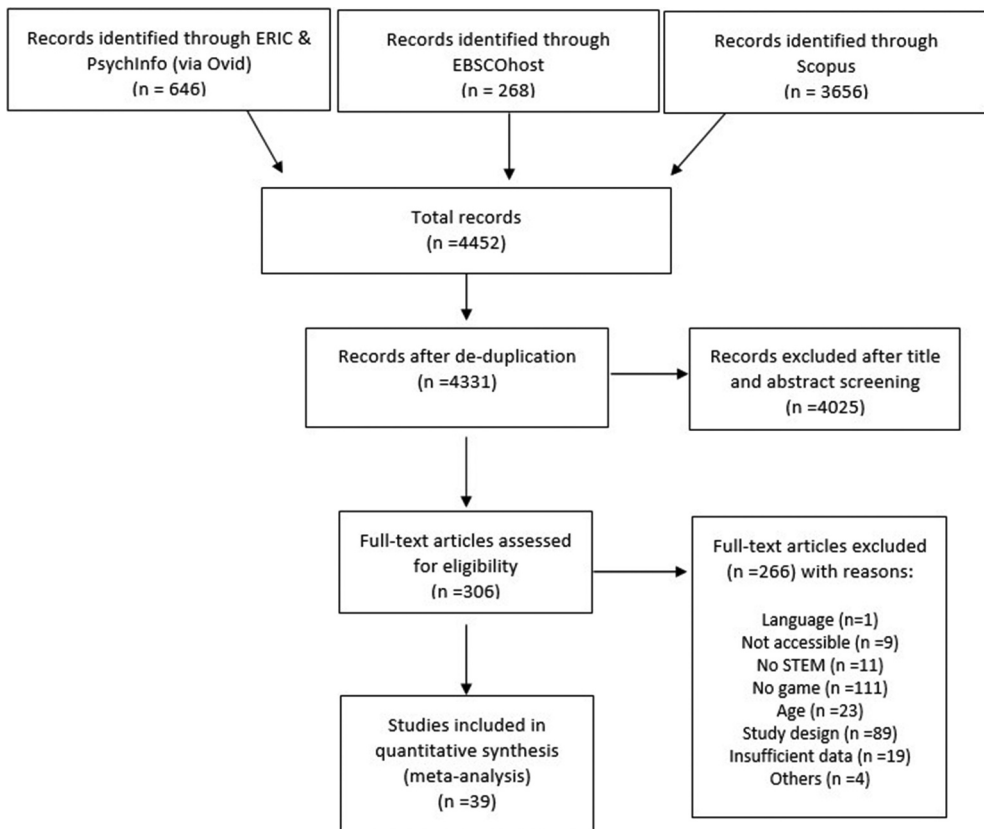 Records identified through ERIC &
PsychInfo (via Ovid)
(n = 646)
Records identified through
EBSCOhost
(n = 268)
Records identified through
Scopus
(n = 3656)
Total records
(n =4452)
Records after de-duplication
(n =4331)
Records excluded after title
and abstract screening
(n =4025)
Full-text articles assessed
for eligibility
(n =306)
Full-text articles excluded
(n =266) with reasons:
Language (n=1)
Not accessible (n =9)
No STEM (n =11)
No game (n =111)
Age (n =23)
Study design (n =89)
Insufficient data (n =19)
Others (n =4)
Studies included in
quantitative synthesis
(meta-analysis)
(n =39)